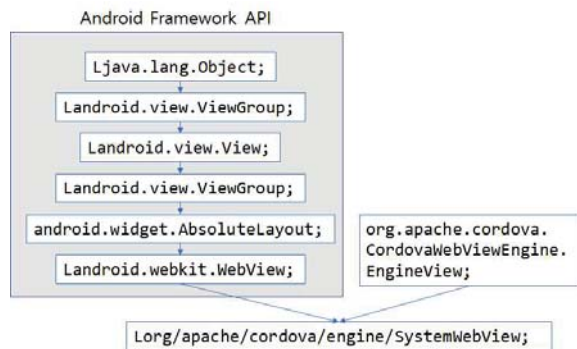 Android Framework API
Ljava.lang.Object;
Landroid.view.ViewGroup;
Landroid.view.View;
Landroid.view.ViewGroup;
android.widget.AbsoluteLayout;
Landroid.webkit.WebView;
org.apache.cordova.
CordovaWebViewEngine.
EngineView;
Lorg/apache/cordova/engine/SystemWebView;